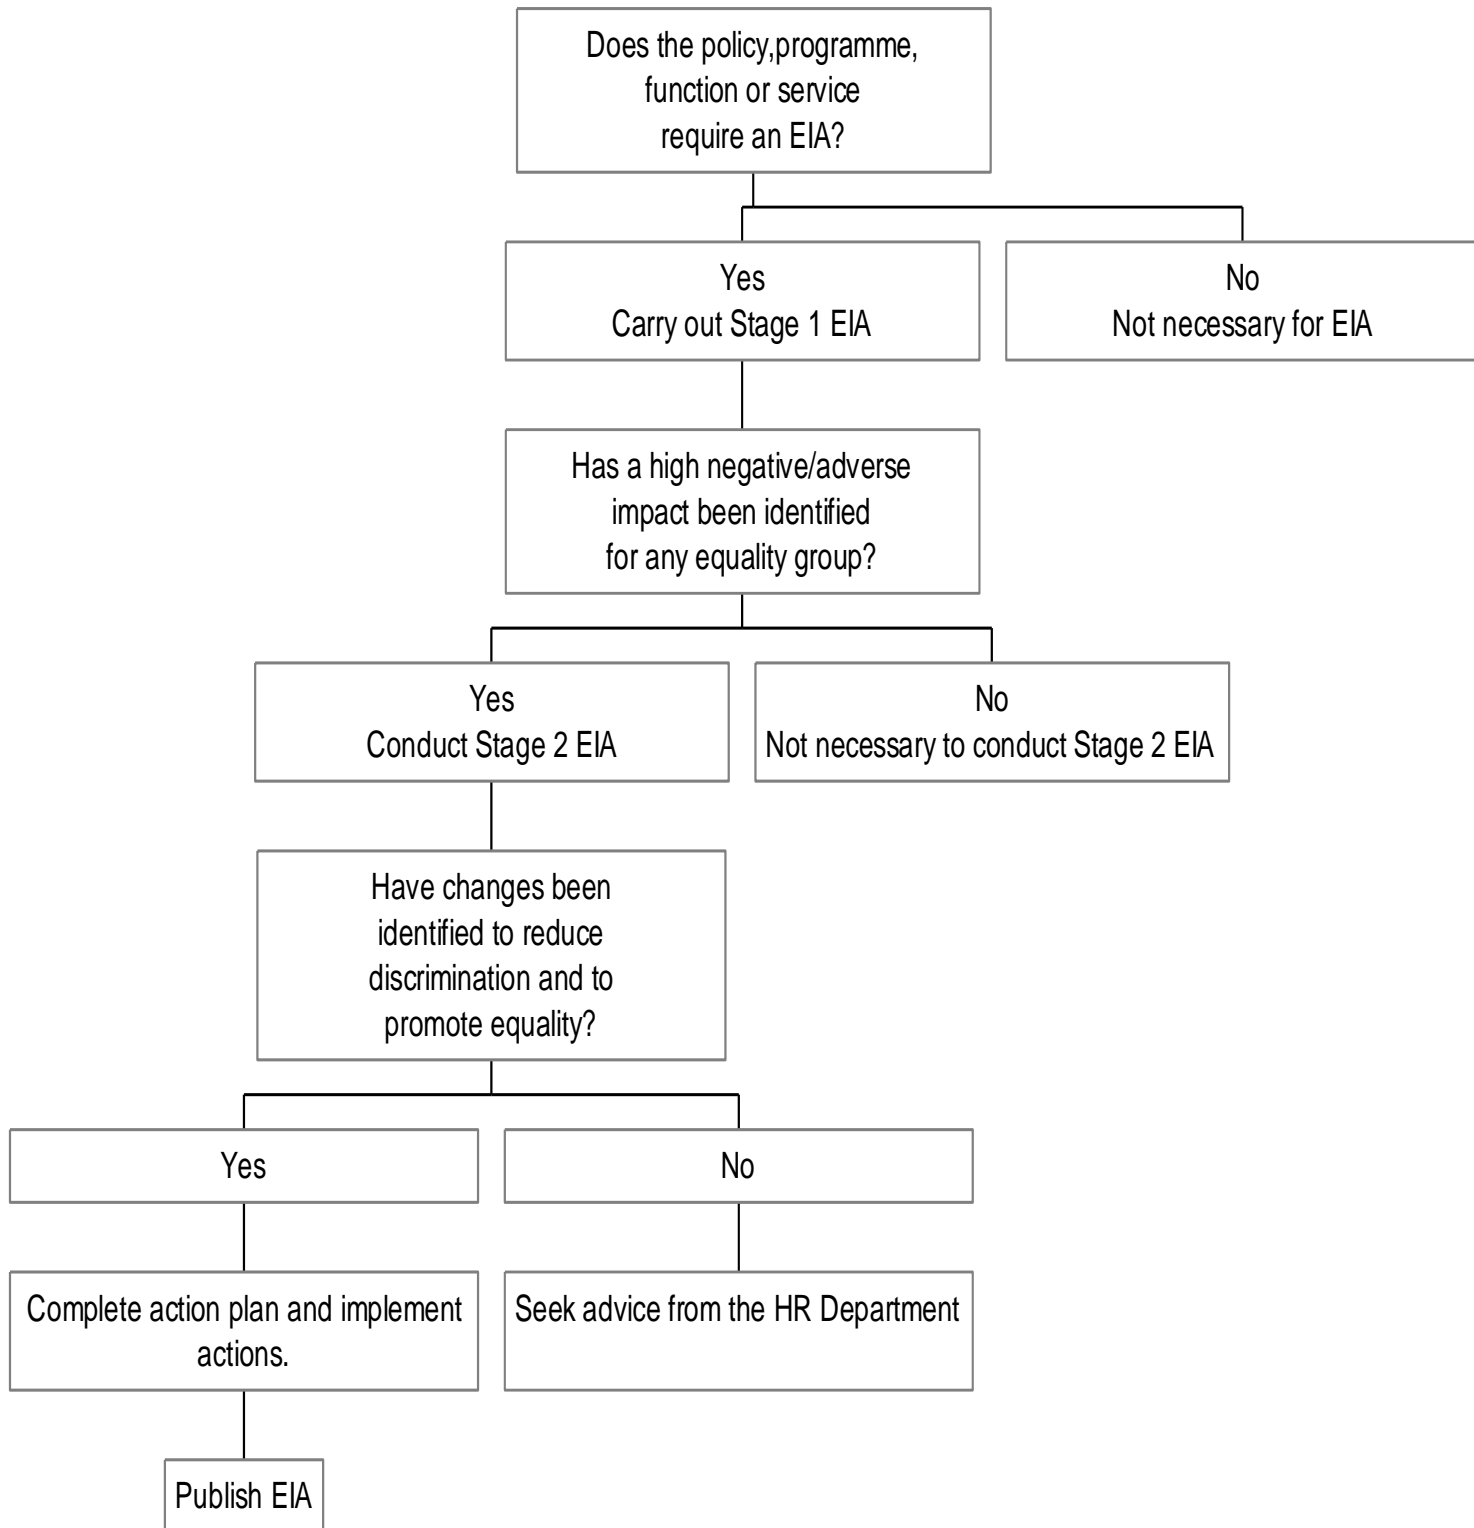 Does the policy,programme,
function or service
require an EIA?
Yes
Carry out Stage 1 EIA
No
Not necessary for EIA
Has a high negative/adverse
impact been identified
for any equality group?
Yes
Conduct Stage 2 EIA
No
Not necessary to conduct Stage 2 EIA
Have changes been
identified to reduce
discrimination and to
promote equality?
Yes
No
Complete action plan and implement
actions.
Seek advice from the HR Department
Publish EIA